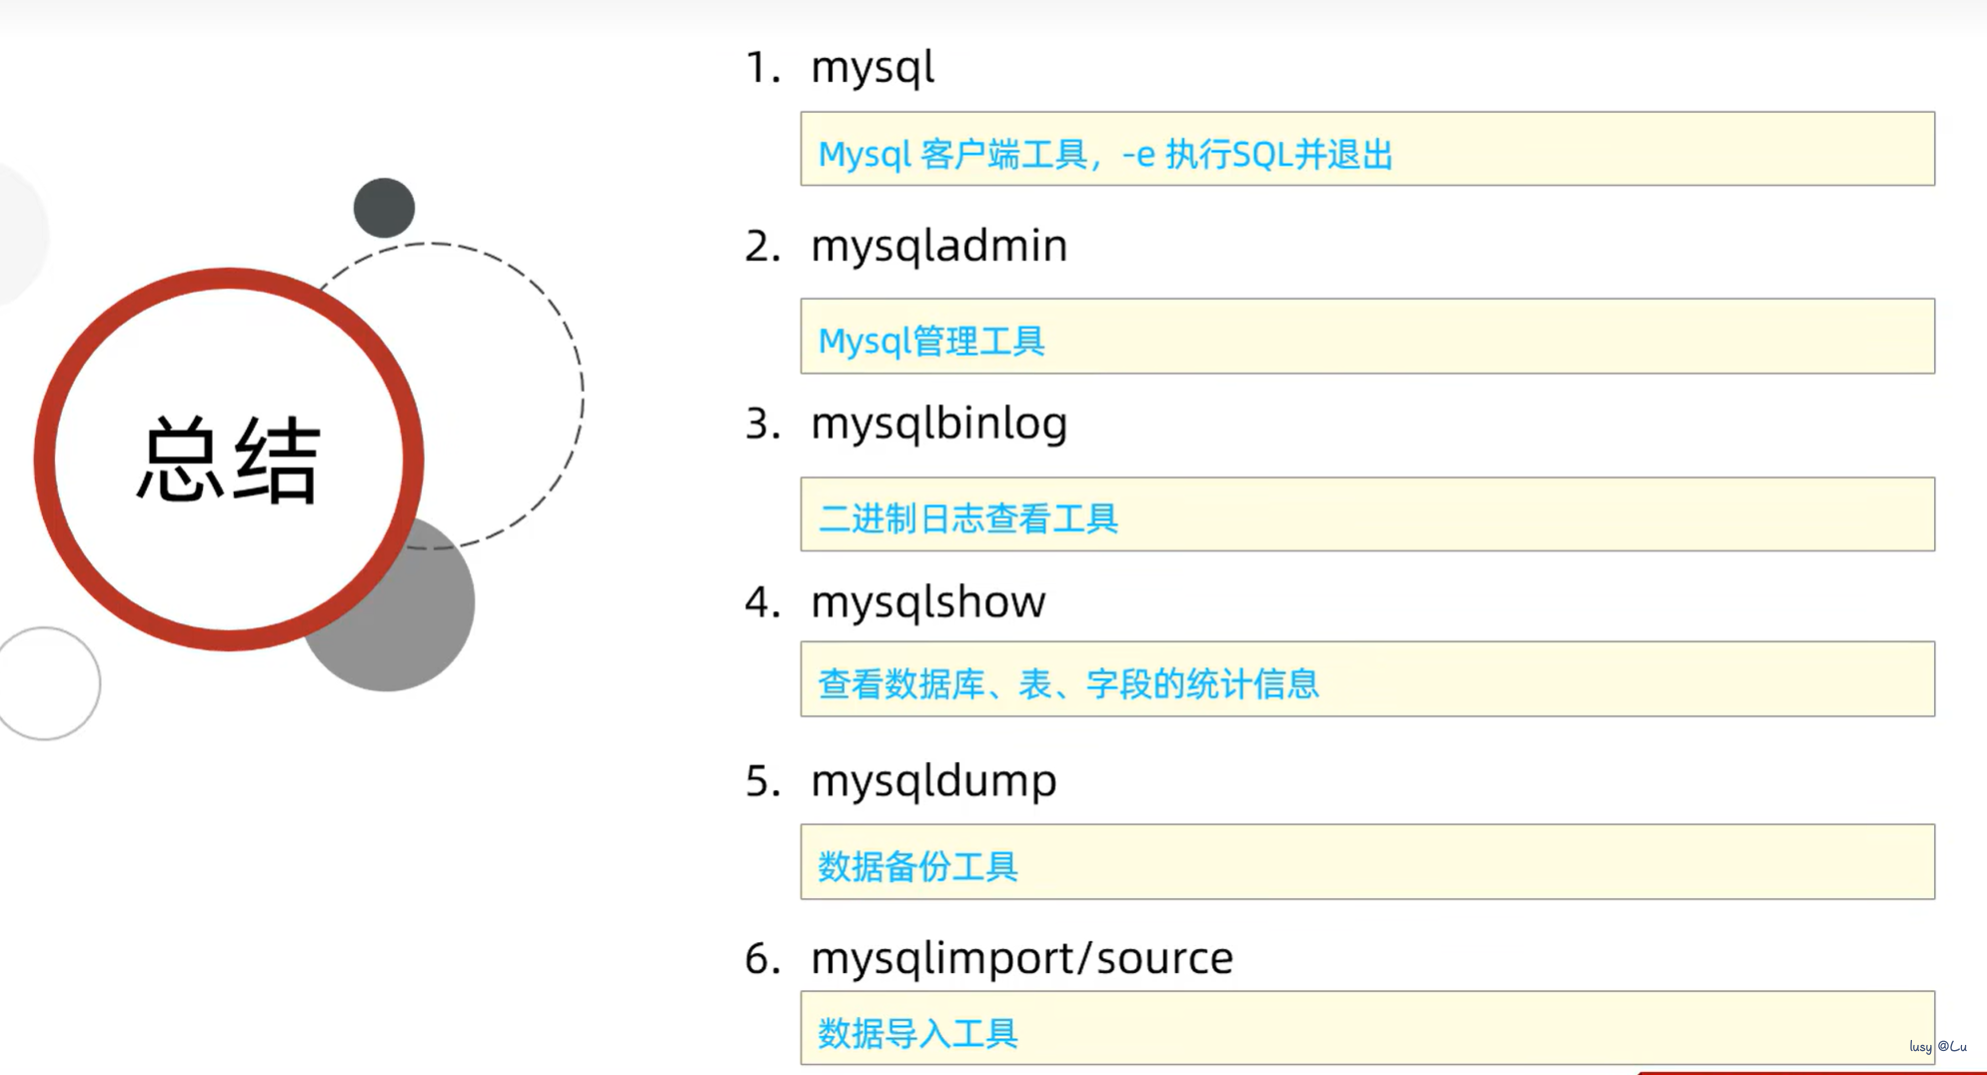 总结
1. mysql
Mysql 客户端工具，-e 执行SQL并退出
2. mysqladmin
Mysql管理工具
3. mysqlbinlog
二进制日志查看工具
4. mysqlshow
查看数据库、表、字段的统计信息
5. mysqldump
数据备份工具
6. mysqlimport/source
数据导入工具
lusy @Lu